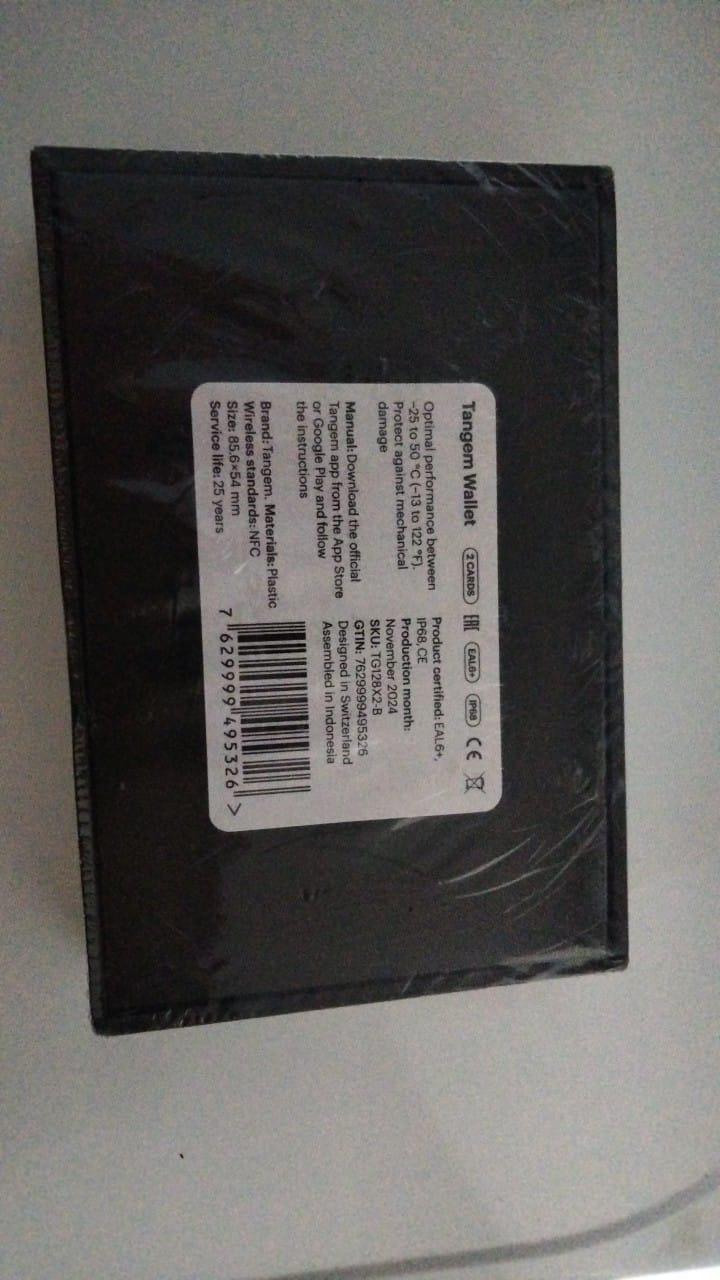 Tangem Wallet
2 CARDS
EAC
EAL6+
IP68
CE
Optimal performance between
-25 to 50 °C (-13 to 122 °F).
Protect against mechanical
damage
Manual: Download the official
Tangem app from the App Store
or Google Play and follow
the instructions
Brand: Tangem. Materials: Plastic
Wireless standards: NFC
Size: 85,6×54 mm
Service life: 25 years
Product certified: EAL6+,
IP68, CE
Production month:
November 2024
SKU: TG128X2-B
GTIN: 7629999495326
Designed in Switzerland
Assembled in Indonesia
7 629999 495326 >